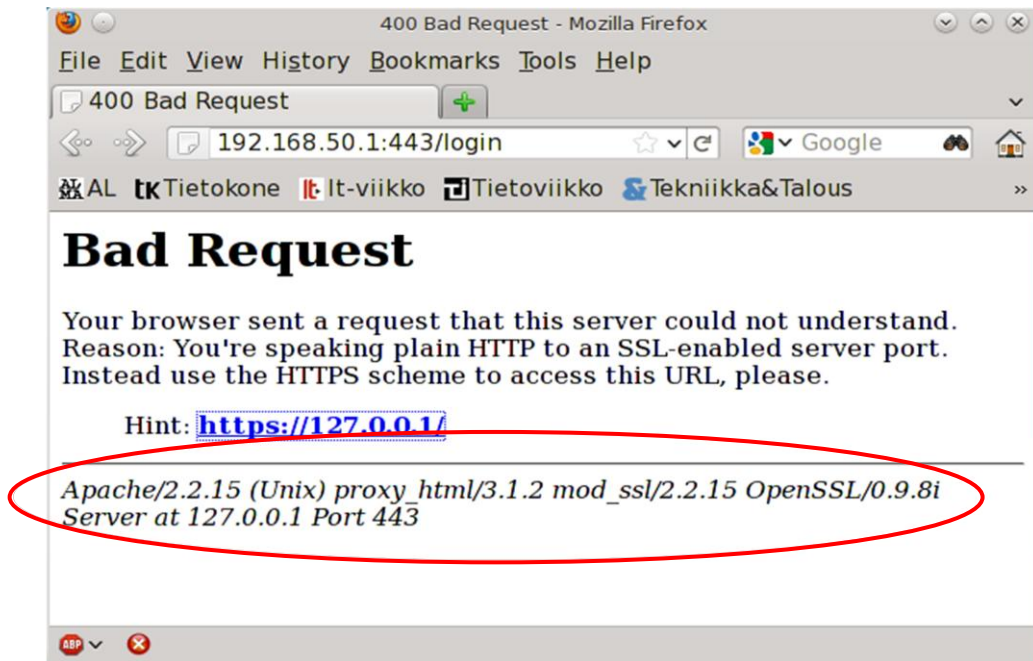 400 Bad Request - Mozilla Firefox
File Edit View History Bookmarks Tools Help
400 Bad Request
192.168.50.1:443/login Google
AL tK Tietokone It-viikko Tietoviikko Tekniikka&Talous »
Bad Request
Your browser sent a request that this server could not understand.
Reason: You're speaking plain HTTP to an SSL-enabled server port.
Instead use the HTTPS scheme to access this URL, please.
Hint: https://127.0.0.1/
Apache/2.2.15 (Unix) proxy_html/3.1.2 mod_ssl/2.2.15 OpenSSL/0.9.8i
Server at 127.0.0.1 Port 443
ABP